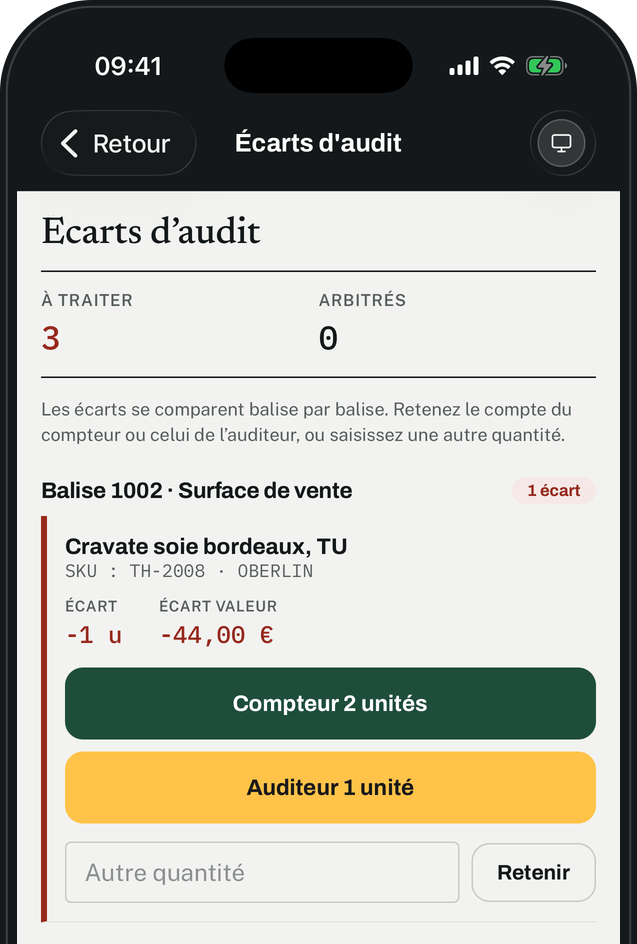 09:41
Retour
Écarts d'audit
Ecarts d’audit
À TRAITER ARBITRÉS
3 0
Les écarts se comparent balise par balise. Retenez le compte du
compteur ou celui de l’auditeur, ou saisissez une autre quantité.
Balise 1002 · Surface de vente 1 écart
Cravate soie bordeaux, TU
SKU : TH-2008 · OBERLIN
ÉCART ÉCART VALEUR
-1 u -44,00 €
Compteur 2 unités
Auditeur 1 unité
Autre quantité Retenir